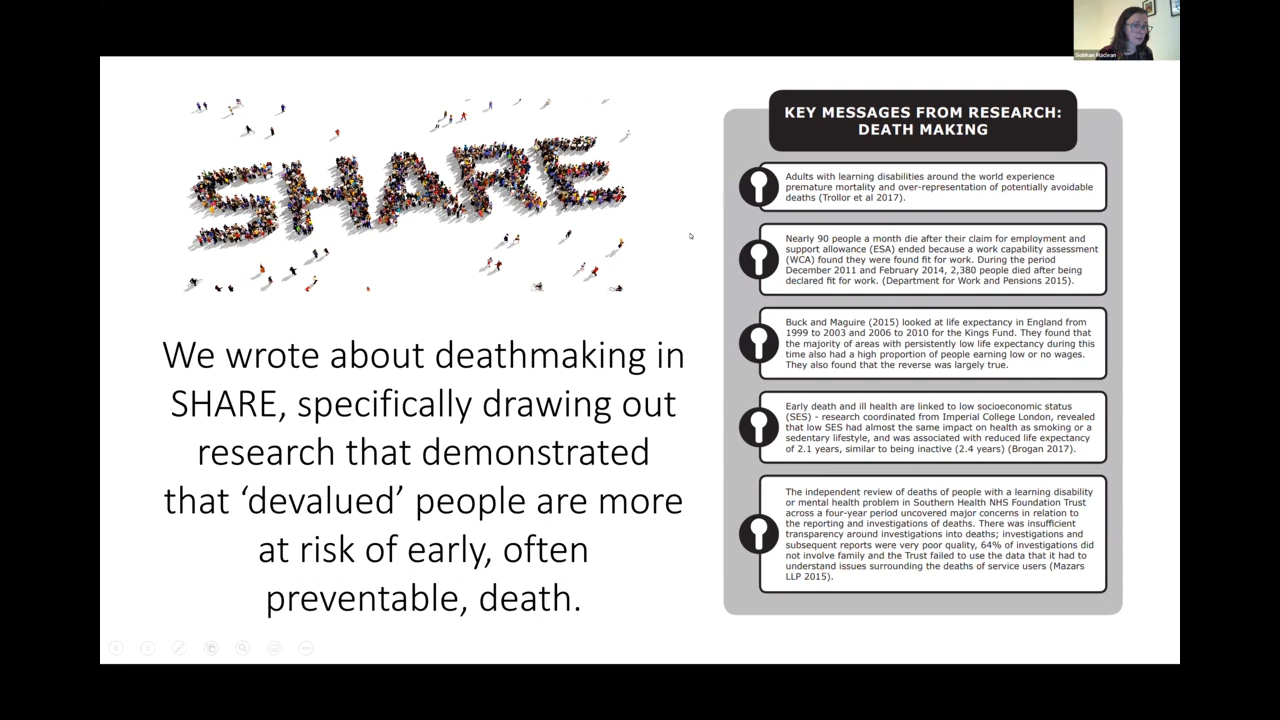 Siobhan Maclean
SHARE
We wrote about deathmaking in
SHARE, specifically drawing out
research that demonstrated
that ‘devalued’ people are more
at risk of early, often
preventable, death.
KEY MESSAGES FROM RESEARCH:
DEATH MAKING
Adults with learning disabilities around the world experience
premature mortality and over-representation of potentially avoidable
deaths (Trollor et al 2017).
Nearly 90 people a month die after their claim for employment and
support allowance (ESA) ended because a work capability assessment
(WCA) found they were found fit for work. During the period
December 2011 and February 2014, 2,380 people died after being
declared fit for work. (Department for Work and Pensions 2015).
Buck and Maguire (2015) looked at life expectancy in England from
1999 to 2003 and 2006 to 2010 for the Kings Fund. They found that
the majority of areas with persistently low life expectancy during this
time also had a high proportion of people earning low or no wages.
They also found that the reverse was largely true.
Early death and ill health are linked to low socioeconomic status
(SES) - research coordinated from Imperial College London, revealed
that low SES had almost the same impact on health as smoking or a
sedentary lifestyle, and was associated with reduced life expectancy
of 2.1 years, similar to being inactive (2.4 years) (Brogan 2017).
The independent review of deaths of people with a learning disability
or mental health problem in Southern Health NHS Foundation Trust
across a four-year period uncovered major concerns in relation to
the reporting and investigations of deaths. There was insufficient
transparency around investigations into deaths; investigations and
subsequent reports were very poor quality, 64% of investigations did
not involve family and the Trust failed to use the data that it had to
understand issues surrounding the deaths of service users (Mazars
LLP 2015).